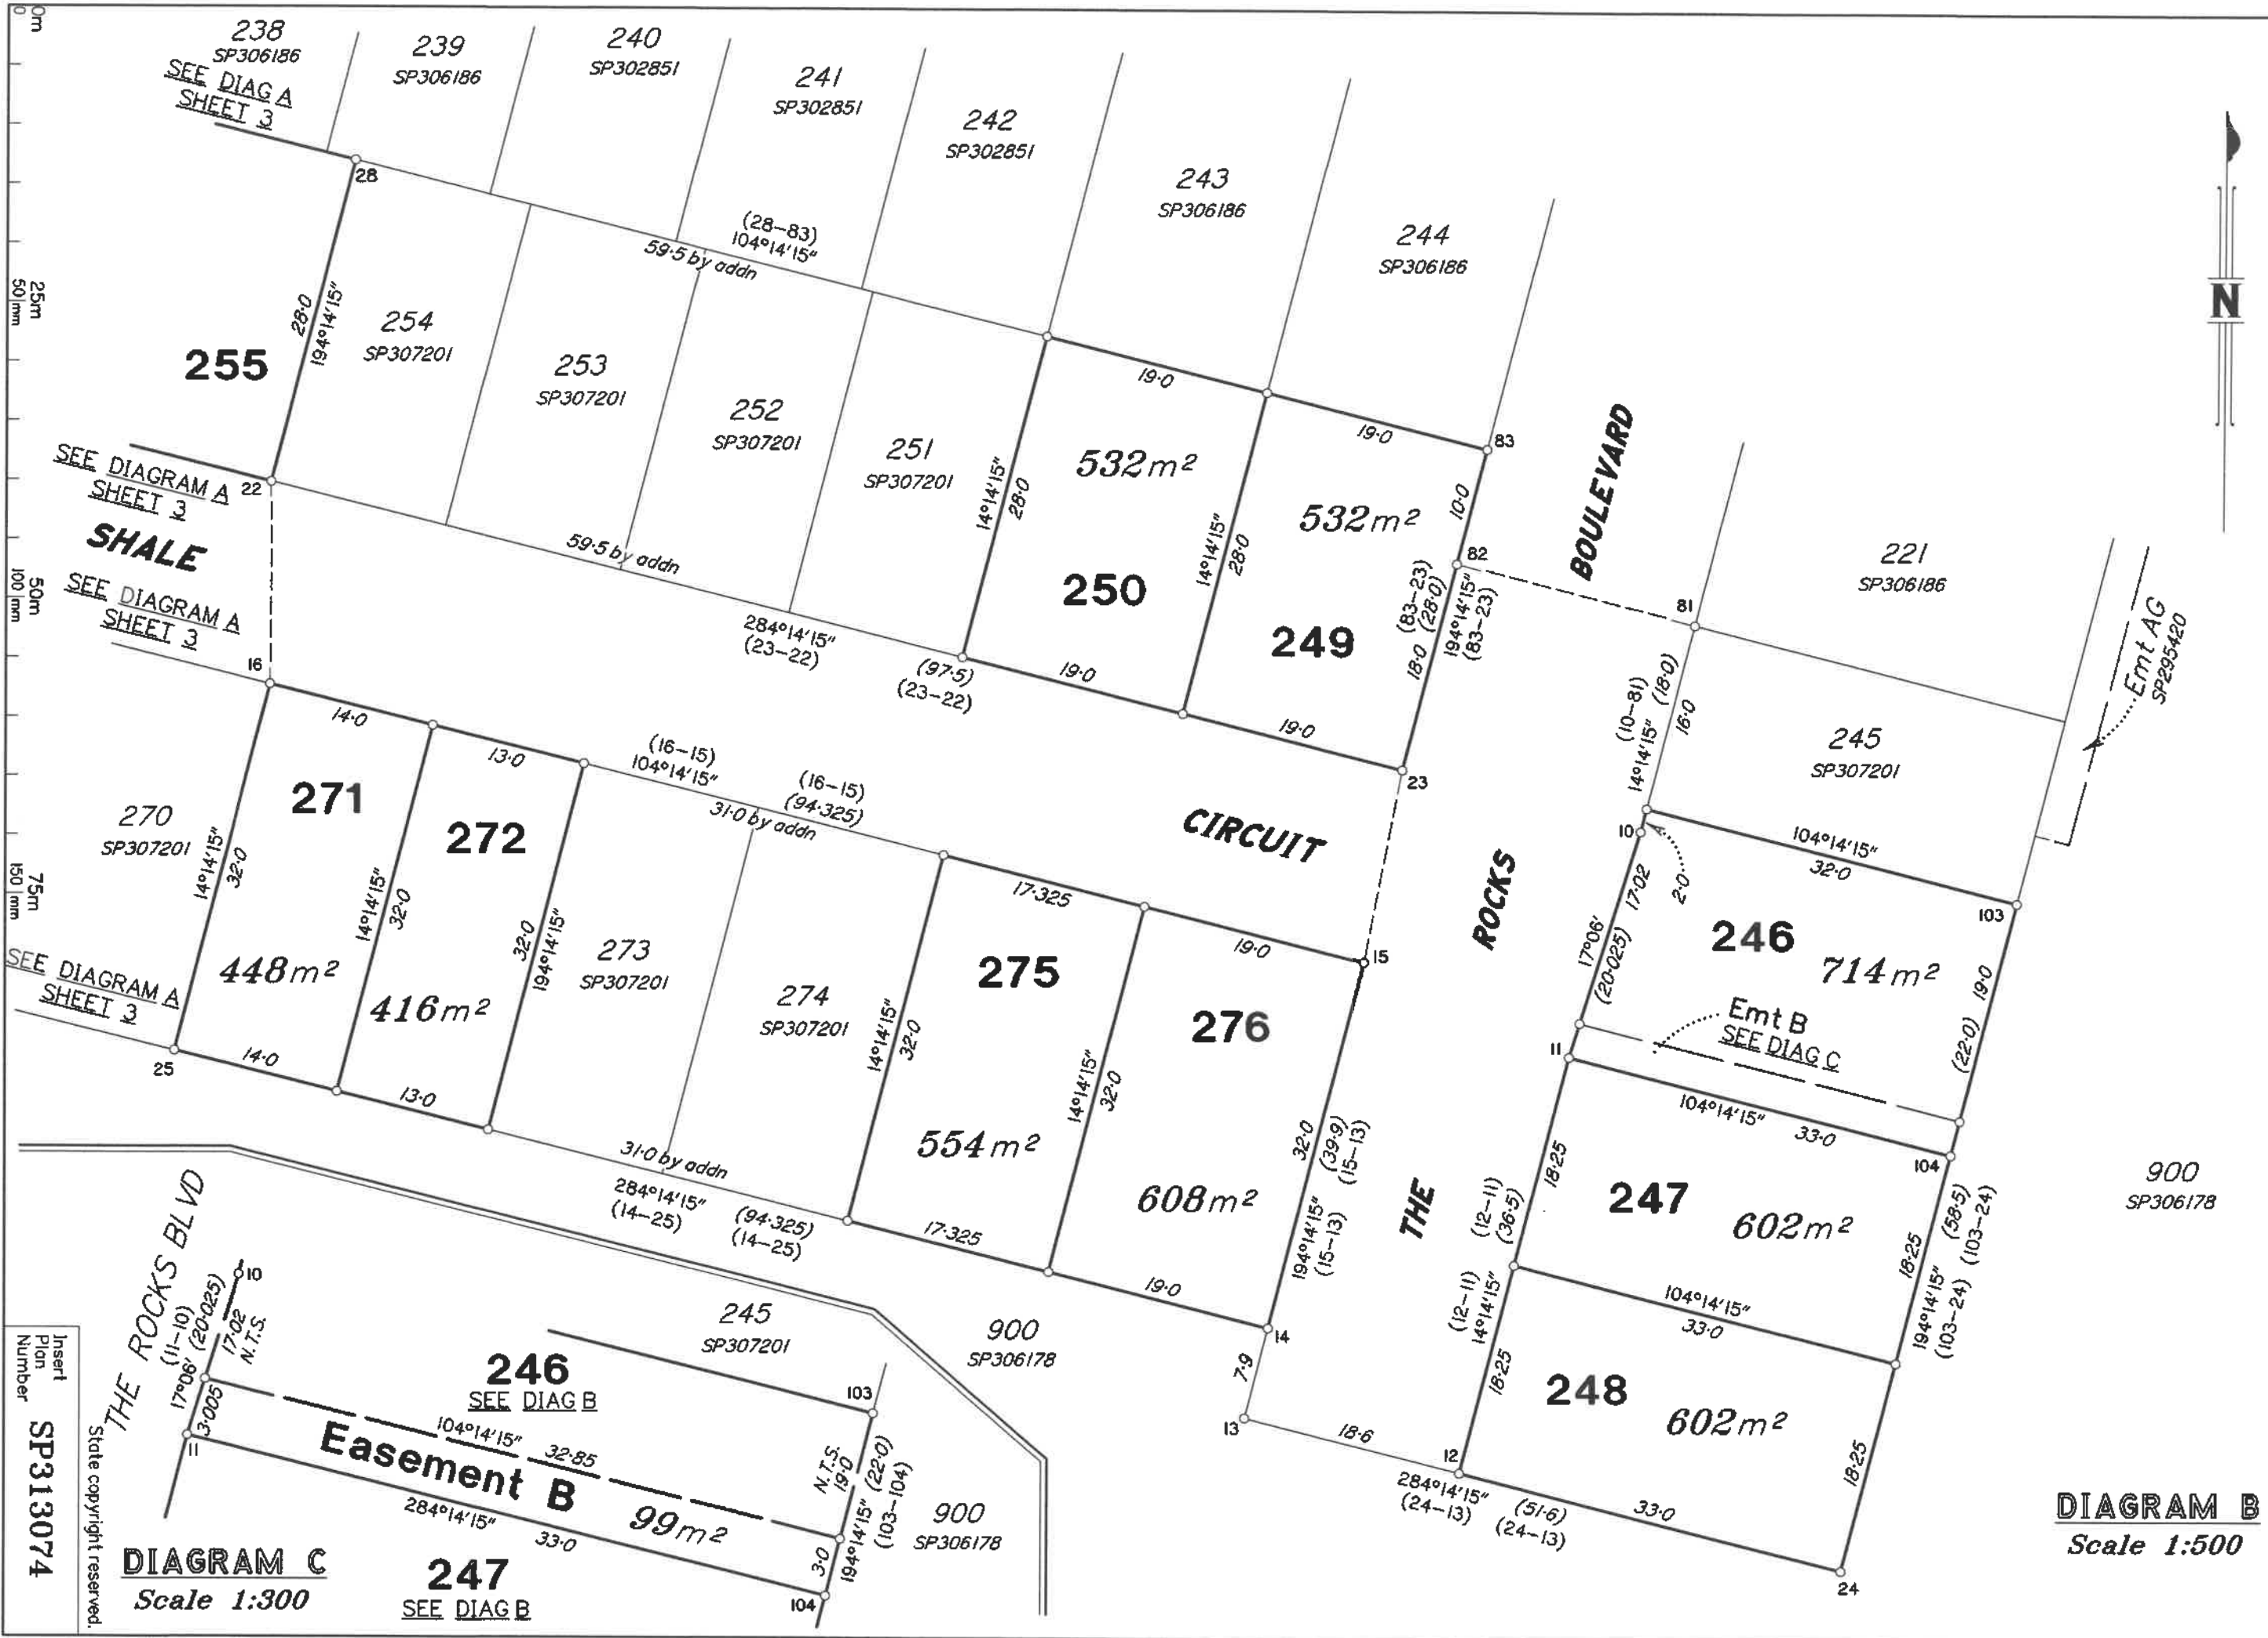 0m
0
25m
50mm
50m
100mm
75m
150mm
238
SP306186
SEE DIAG A
SHEET 3
239
SP306186
240
SP302851
241
SP302851
242
SP302851
243
SP306186
244
SP306186
N
28
(28-83)
104°14'15"
59·5 by addn
28·0
194°14'15"
255
254
SP307201
253
SP307201
252
SP307201
251
SP307201
14°14'15"
28·0
19·0
532m²
250
14°14'15"
28·0
19·0
532m²
249
83
10·0
82
(83-23)
18·0 (28·0)
194°14'15"
(83-23)
BOULEVARD
221
SP306186
81
Emt AG
SP295420
SEE DIAGRAM A
SHEET 3
22
SHALE
SEE DIAGRAM A
SHEET 3
16
59·5 by addn
284°14'15"
(23-22)
(97·5)
(23-22)
19·0
19·0
23
(10-81)
14°14'15" (18·0)
16·0
245
SP307201
14·0
13·0
(16-15)
104°14'15"
(16-15)
(94·325)
31·0 by addn
CIRCUIT
10
2·0
104°14'15"
32·0
103
270
SP307201
14°14'15"
32·0
271
448m²
14°14'15"
32·0
272
416m²
32·0
194°14'15"
273
SP307201
274
SP307201
17·325
14°14'15"
32·0
275
554m²
14°14'15"
32·0
19·0
15
276
608m²
32·0
(39·9)
(15-13)
194°14'15"
(15-13)
ROCKS
THE
17·02
17°06'
(20·025)
246
714m²
Emt B
SEE DIAG C
19·0
(22·0)
SEE DIAGRAM A
SHEET 3
25
14·0
13·0
31·0 by addn
284°14'15"
(14-25)
(94·325)
(14-25)
17·325
19·0
14
7·9
13
18·6
11
104°14'15"
33·0
104
18·25
(12-11)
(36·5)
247
602m²
18·25
(58·5)
194°14'15"
(103-24)
(103-24)
900
SP306178
(12-11)
14°14'15"
18·25
104°14'15"
33·0
248
602m²
18·25
12
284°14'15"
(24-13)
(51·6)
(24-13)
33·0
24
DIAGRAM B
Scale 1:500
THE ROCKS BLVD
10
(11-10)
17°06' (20·025)
17·02
N.T.S.
3·005
11
246
SEE DIAG B
245
SP307201
900
SP306178
103
104°14'15" 32·85
Easement B 99m²
284°14'15"
33·0
N.T.S.
19·0
194°14'15" (22·0)
(103-104)
3·0
104
900
SP306178
247
SEE DIAG B
DIAGRAM C
Scale 1:300
State copyright reserved.
Insert
Plan
Number
SP313074